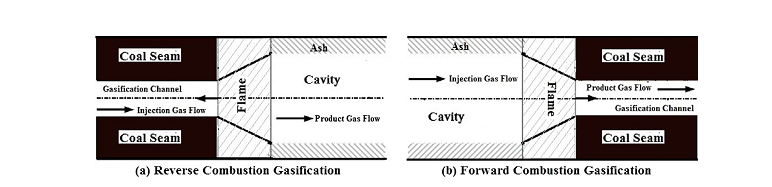 Coal Seam
Ash
Gasification Channel
Cavity
Flame
Injection Gas Flow
Product Gas Flow
Coal Seam
(a) Reverse Combustion Gasification
Ash
Coal Seam
Injection Gas Flow
Flame
Product Gas Flow
Gasification Channel
Cavity
Coal Seam
(b) Forward Combustion Gasification